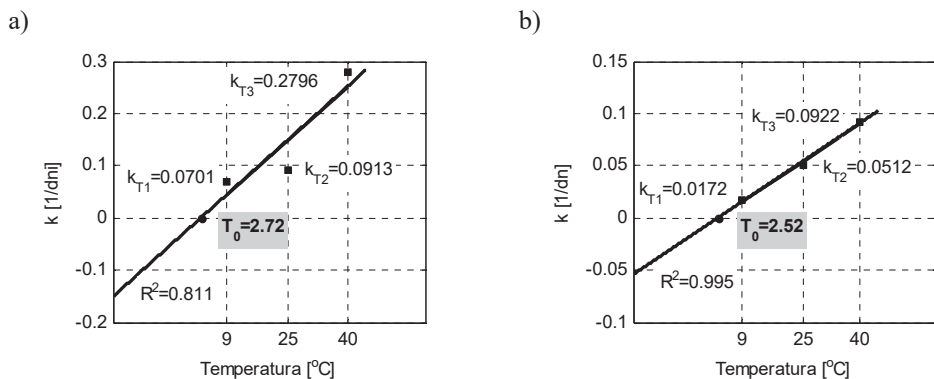 a)
0.3
0.2
0.1
0
-0.1
-0.2
k [1/dni]
k_T3=0.2796
k_T1=0.0701
k_T2=0.0913
T_0=2.72
R^2=0.811
9 25 40
Temperatura [°C]
b)
0.15
0.1
0.05
0
-0.05
-0.1
k [1/dn]
k_T3=0.0922
k_T1=0.0172
k_T2=0.0512
T_0=2.52
R^2=0.995
9 25 40
Temperatura [°C]